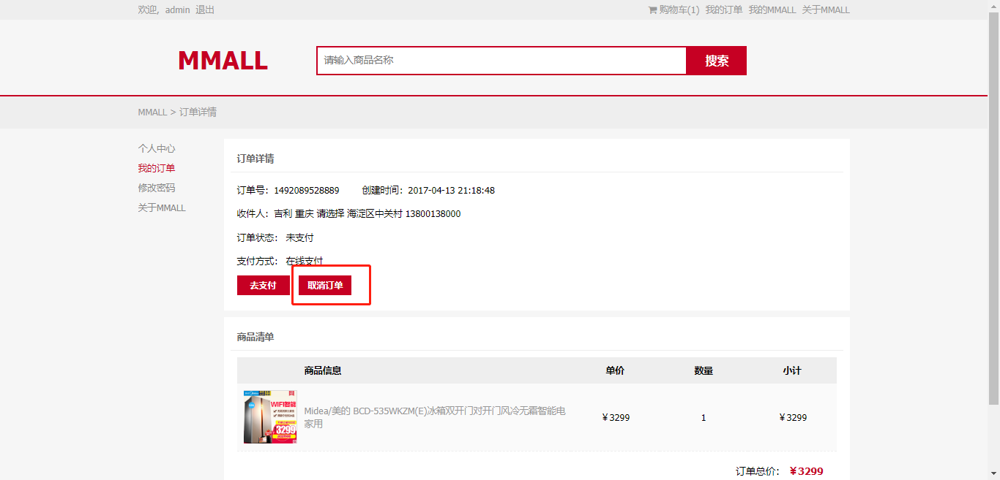 欢迎，admin 退出
购物车(1) 我的订单 我的MMALL 关于MMALL
MMALL
请输入商品名称
搜索
MMALL > 订单详情
个人中心
我的订单
修改密码
关于MMALL
订单详情
订单号：1492089528889 创建时间：2017-04-13 21:18:48
收件人：吉利 重庆 请选择 海淀区中关村 13800138000
订单状态： 未支付
支付方式： 在线支付
去支付 取消订单
商品清单
商品信息 单价 数量 小计
WIFI智能
3299
Midea/美的 BCD-535WKZM(E)冰箱双开门对开门风冷无霜智能电
家用
￥3299 1 ￥3299
订单总价： ￥3299